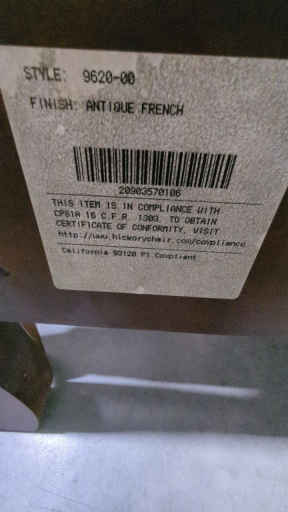 STYLE: 9620-00
FINISH: ANTIQUE FRENCH
20903570106
THIS ITEM IS IN COMPLIANCE WITH
CPSIA 16 C.F.R. 1303. TO OBTAIN
CERTIFICATE OF CONFORMITY, VISIT
http://www.hickorychair.com/compliance
California 93120 P1 Compliant